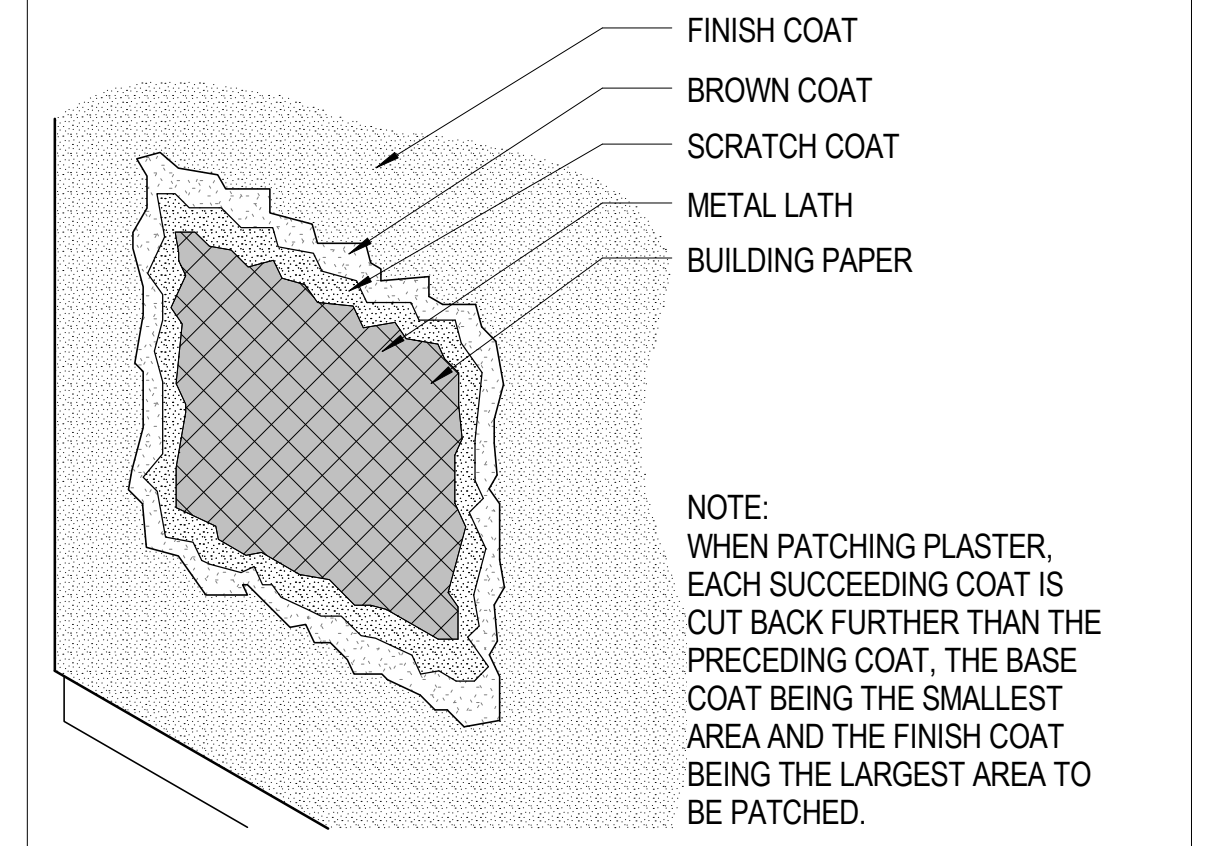 FINISH COAT
BROWN COAT
SCRATCH COAT
METAL LATH
BUILDING PAPER
NOTE:
WHEN PATCHING PLASTER,
EACH SUCCEEDING COAT IS
CUT BACK FURTHER THAN THE
PRECEDING COAT, THE BASE
COAT BEING THE SMALLEST
AREA AND THE FINISH COAT
BEING THE LARGEST AREA TO
BE PATCHED.